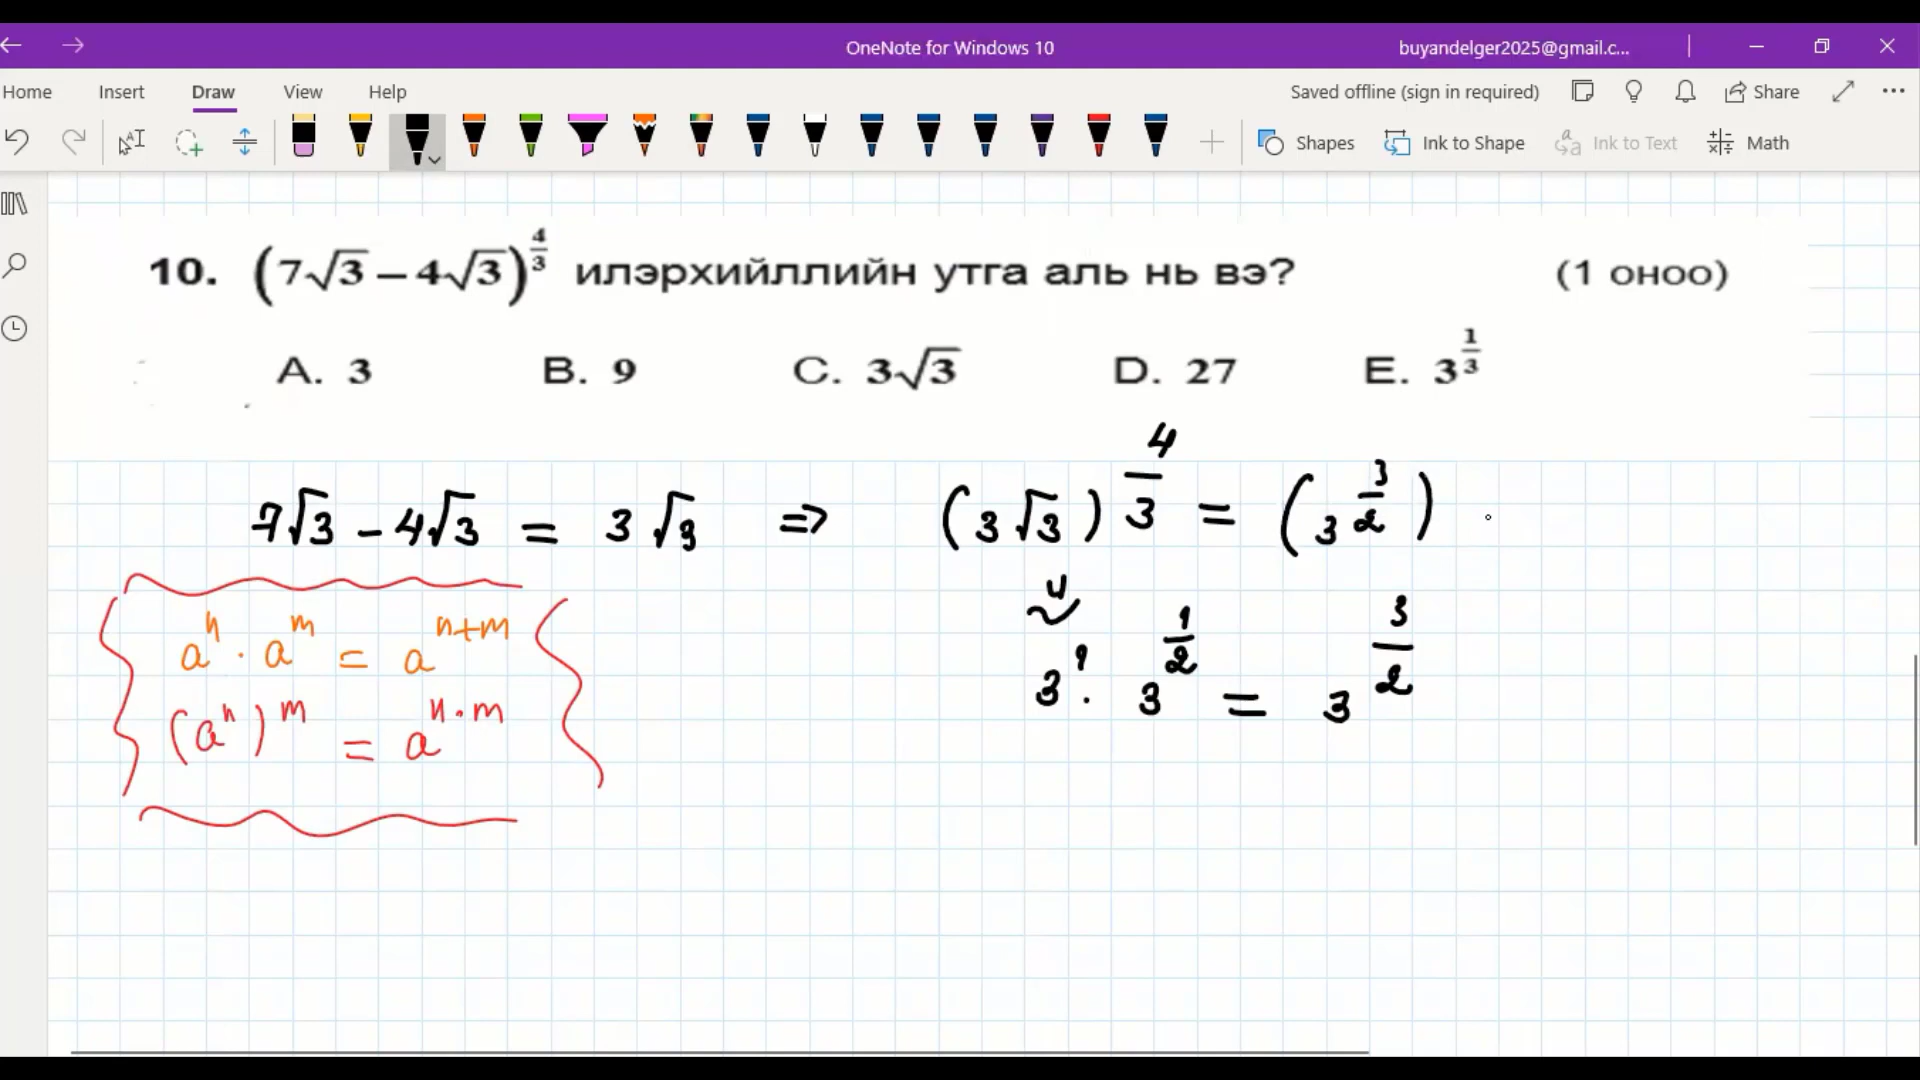 OneNote for Windows 10
buyandelger2025@gmail.c...
Home Insert Draw View Help
Saved offline (sign in required)
Share
Shapes Ink to Shape Ink to Text Math
10. (7√3 – 4√3)^(4/3) илэрхийллийн утга аль нь вэ? (1 оноо)
A. 3 B. 9 C. 3√3 D. 27 E. 3^(1/3)
7√3 - 4√3 = 3√3 ⇒ (3√3)^(4/3) = (3^(3/2))
a^n · a^m = a^(n+m)
3^1 · 3^(1/2) = 3^(3/2)
(a^n)^m = a^(n·m)